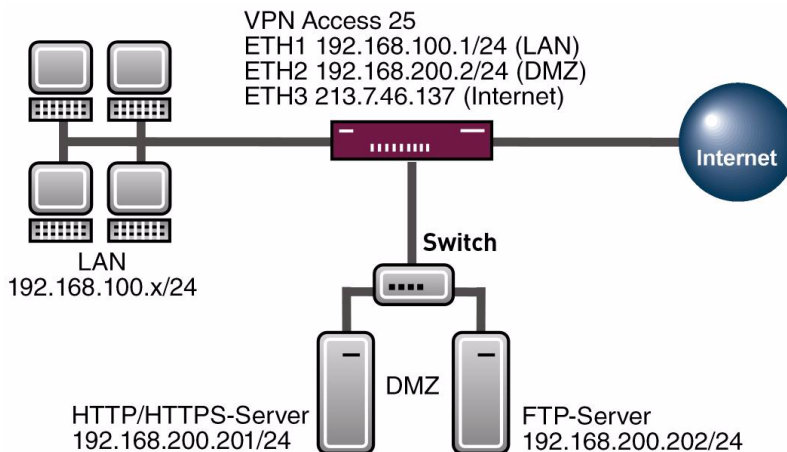 VPN Access 25
ETH1 192.168.100.1/24 (LAN)
ETH2 192.168.200.2/24 (DMZ)
ETH3 213.7.46.137 (Internet)
Internet
Switch
LAN
192.168.100.x/24
DMZ
HTTP/HTTPS-Server
192.168.200.201/24
FTP-Server
192.168.200.202/24